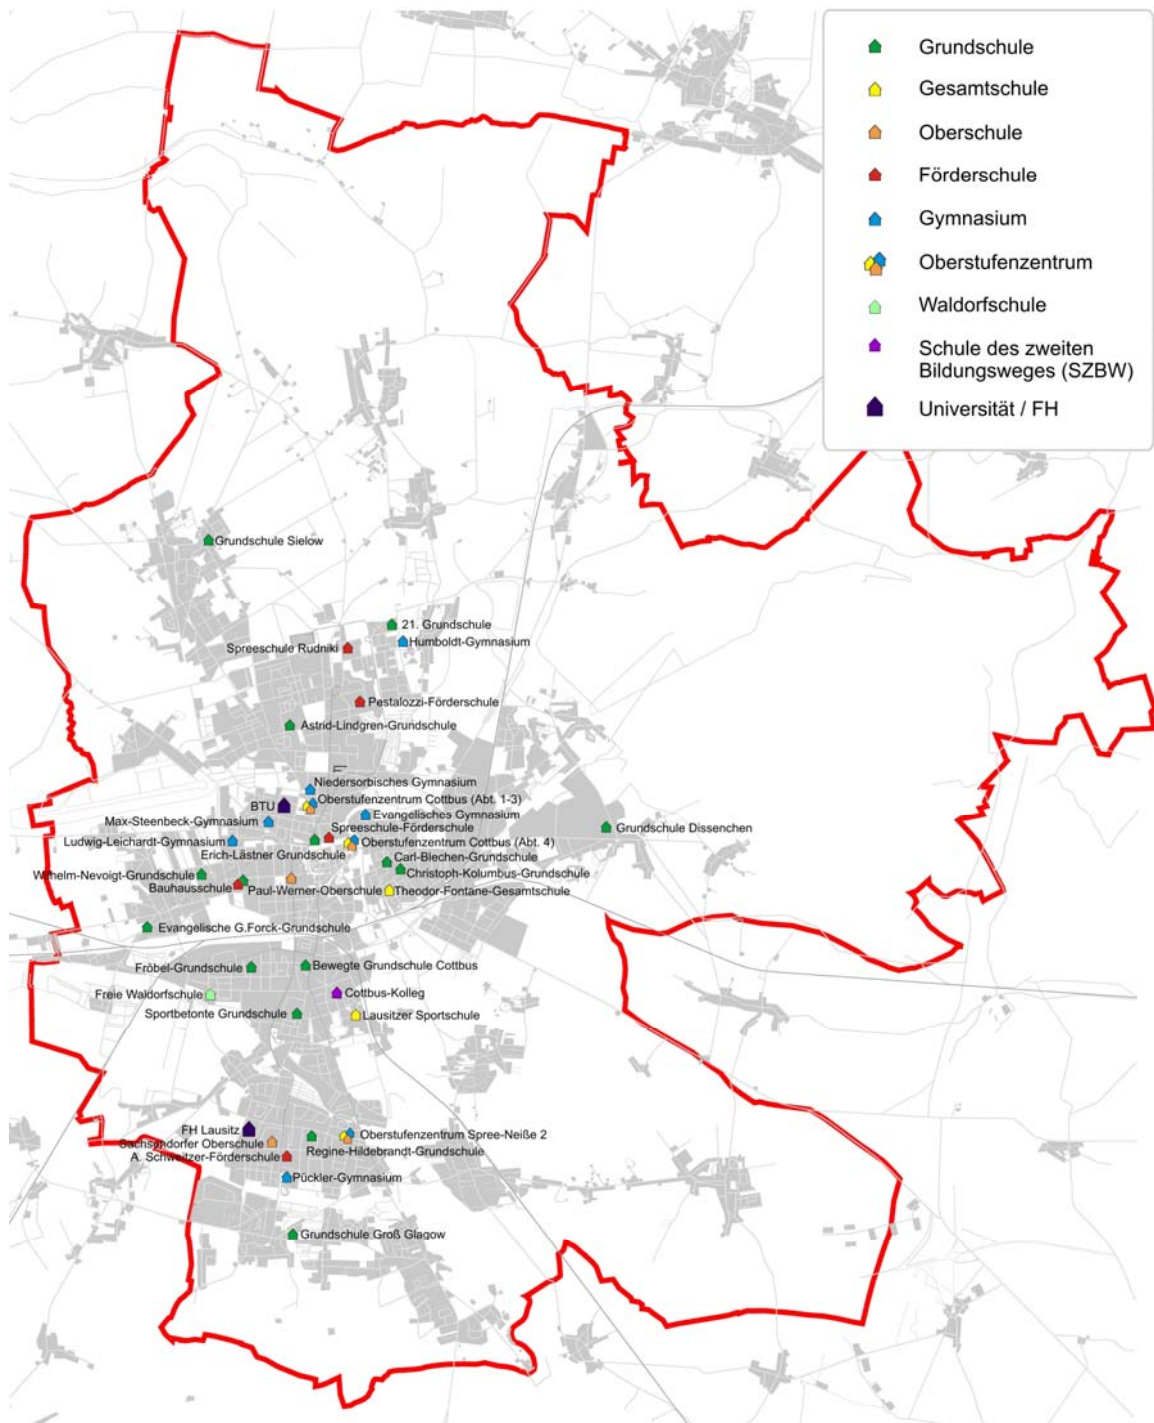 Grundschule
Gesamtschule
Oberschule
Förderschule
Gymnasium
Oberstufenzentrum
Waldorfschule
Schule des zweiten
Bildungsweges (SZBW)
Universität / FH
Grundschule Sielow
21. Grundschule
Humboldt-Gymnasium
Spreeschule Rudniki
Pestalozzi-Förderschule
Astrid-Lindgren-Grundschule
Niedersorbisches Gymnasium
Oberstufenzentrum Cottbus (Abt. 1-3)
BTU
Evangelisches Gymnasium
Max-Steenbeck-Gymnasium
Spreeschule-Förderschule
Grundschule Dissenchen
Ludwig-Leichardt-Gymnasium
Oberstufenzentrum Cottbus (Abt. 4)
Erich-Lästner Grundschule
Carl-Blechen-Grundschule
Christoph-Kolumbus-Grundschule
Wilhelm-Nevoigt-Grundschule
Bauhausschule
Paul-Werner-Oberschule
Theodor-Fontane-Gesamtschule
Evangelische G.Forck-Grundschule
Fröbel-Grundschule
Bewegte Grundschule Cottbus
Freie Waldorfschule
Cottbus-Kolleg
Sportbetonte Grundschule
Lausitzer Sportschule
FH Lausitz
Oberstufenzentrum Spree-Neiße 2
Sachsendorfer Oberschule
Regine-Hildebrandt-Grundschule
A. Schweitzer-Förderschule
Pückler-Gymnasium
Grundschule Groß Glagow